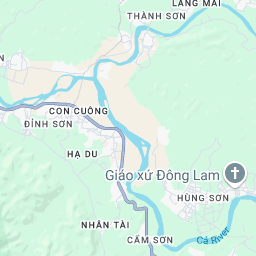 LẠNG MAI
THÀNH SƠN
CON CUÔNG
ĐỈNH SƠN
HẠ DU
Giáo xứ Đông Lam
HÙNG SƠN
NHÂN TÀI
CẨM SƠN
Cả River